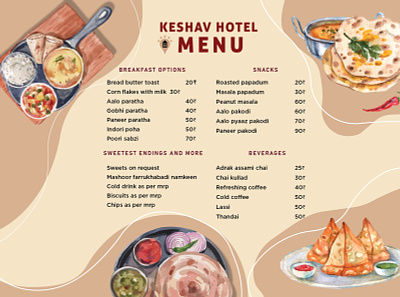 KESHAV HOTEL
MENU
BREAKFAST OPTIONS
Bread butter toast 20₹
Corn flakes with milk 30₹
Aalo paratha 40₹
Gobhi paratha 40₹
Paneer paratha 50₹
Indori poha 50₹
Poori sabzi 70₹
SNACKS
Roasted papadum 20₹
Masala papadum 30₹
Peanut masala 60₹
Aalo pakodi 60₹
Aalo pyaaz pakodi 70₹
Paneer pakodi 90₹
SWEETEST ENDINGS AND MORE
Sweets on request
Mashoor farrukhabadi namkeen
Cold drink as per mrp
Biscuits as per mrp
Chips as per mrp
BEVERAGES
Adrak assami chai 25₹
Chai kullad 30₹
Refreshing coffee 40₹
Cold coffee 50₹
Lassi 50₹
Thandai 50₹